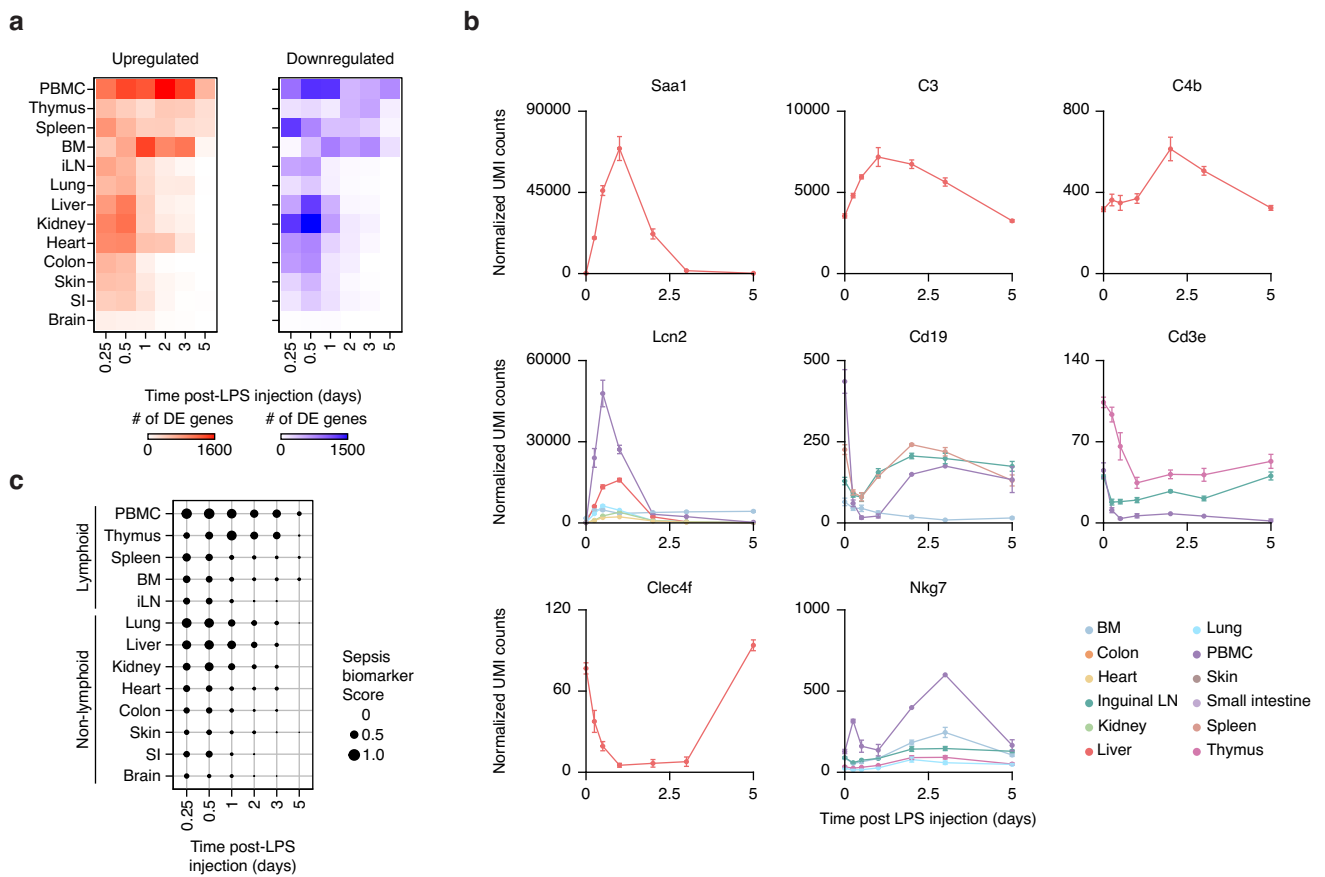 a
Upregulated
Downregulated
PBMC
Thymus
Spleen
BM
iLN
Lung
Liver
Kidney
Heart
Colon
Skin
SI
Brain
0.25
0.5
1
2
3
5
0.25
0.5
1
2
3
5
Time post-LPS injection (days)
# of DE genes
# of DE genes
0
1600
0
1500
b
Saa1
Normalized UMI counts
90000
45000
0
0
2.5
5
C3
10000
5000
0
0
2.5
5
C4b
800
400
0
0
2.5
5
Lcn2
Normalized UMI counts
60000
30000
0
0
2.5
5
Cd19
500
250
0
0
2.5
5
Cd3e
140
70
0
0
2.5
5
Clec4f
Normalized UMI counts
120
60
0
0
2.5
5
Nkg7
1000
500
0
0
2.5
5
Time post LPS injection (days)
BM
Colon
Heart
Inguinal LN
Kidney
Liver
Lung
PBMC
Skin
Small intestine
Spleen
Thymus
c
Lymphoid
Non-lymphoid
PBMC
Thymus
Spleen
BM
iLN
Lung
Liver
Kidney
Heart
Colon
Skin
SI
Brain
0.25
0.5
1
2
3
5
Time post-LPS
injection (days)
Sepsis
biomarker
Score
0
0.5
1.0